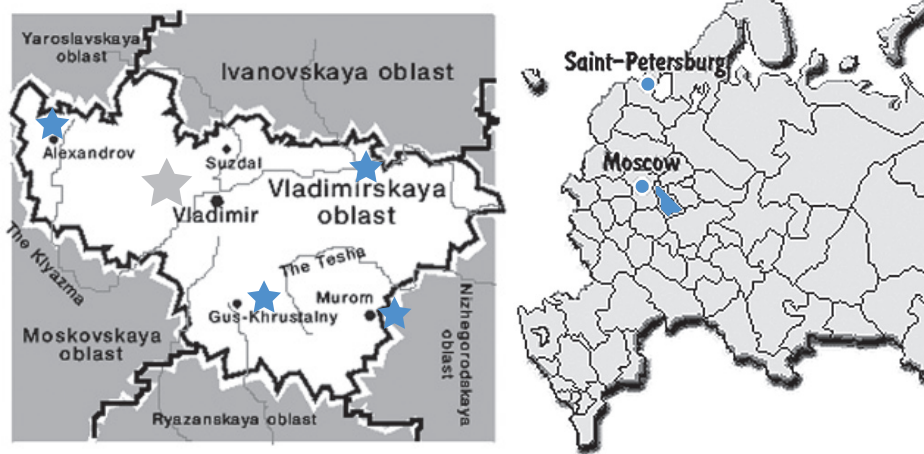 Yaroslavskaya
oblast
Ivanovskaya oblast
Alexandrov
Suzdal
Vladimirskaya
oblast
Vladimir
The Klyazma
The Tesha
Murom
Gus-Khrustalny
Moskovskaya
oblast
Nizhegorodskaya
oblast
Ryazanskaya oblast
Saint-Petersburg
Moscow